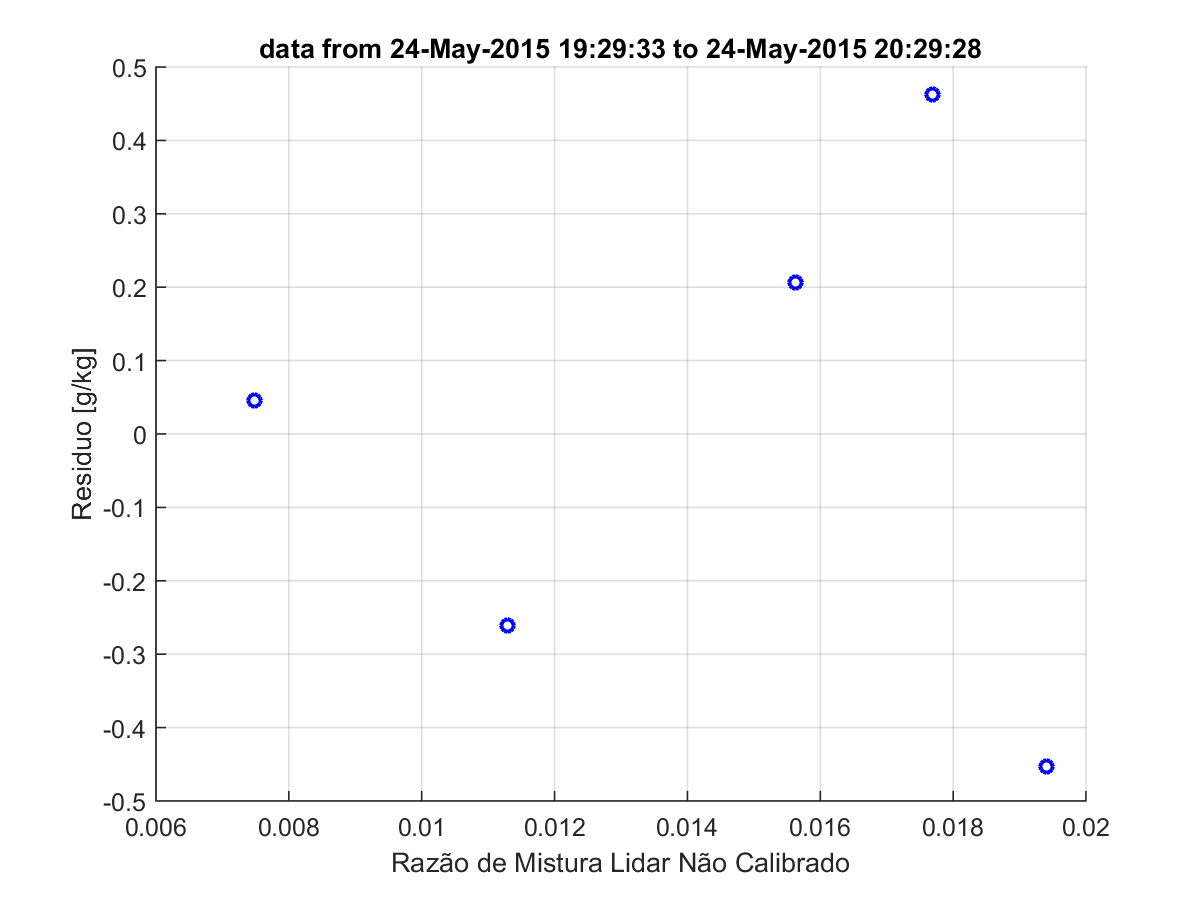 data from 24-May-2015 19:29:33 to 24-May-2015 20:29:28
0.5
0.4
0.3
0.2
0.1
0
-0.1
-0.2
-0.3
-0.4
-0.5
Residuo [g/kg]
0.006 0.008 0.01 0.012 0.014 0.016 0.018 0.02
Razão de Mistura Lidar Não Calibrado